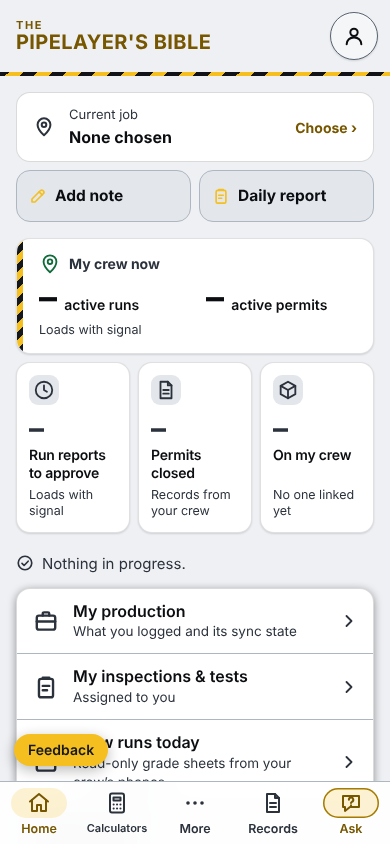 THE
PIPELAYER'S BIBLE
Current job
None chosen
Choose ›
Add note
Daily report
My crew now
— active runs
— active permits
Loads with signal
—
Run reports
to approve
Loads with
signal
—
Permits
closed
Records from
your crew
—
On my crew
No one linked
yet
Nothing in progress.
My production
What you logged and its sync state
My inspections & tests
Assigned to you
runs today
Read-only grade sheets from your
crew's phones
Feedback
Home
Calculators
More
Records
Ask